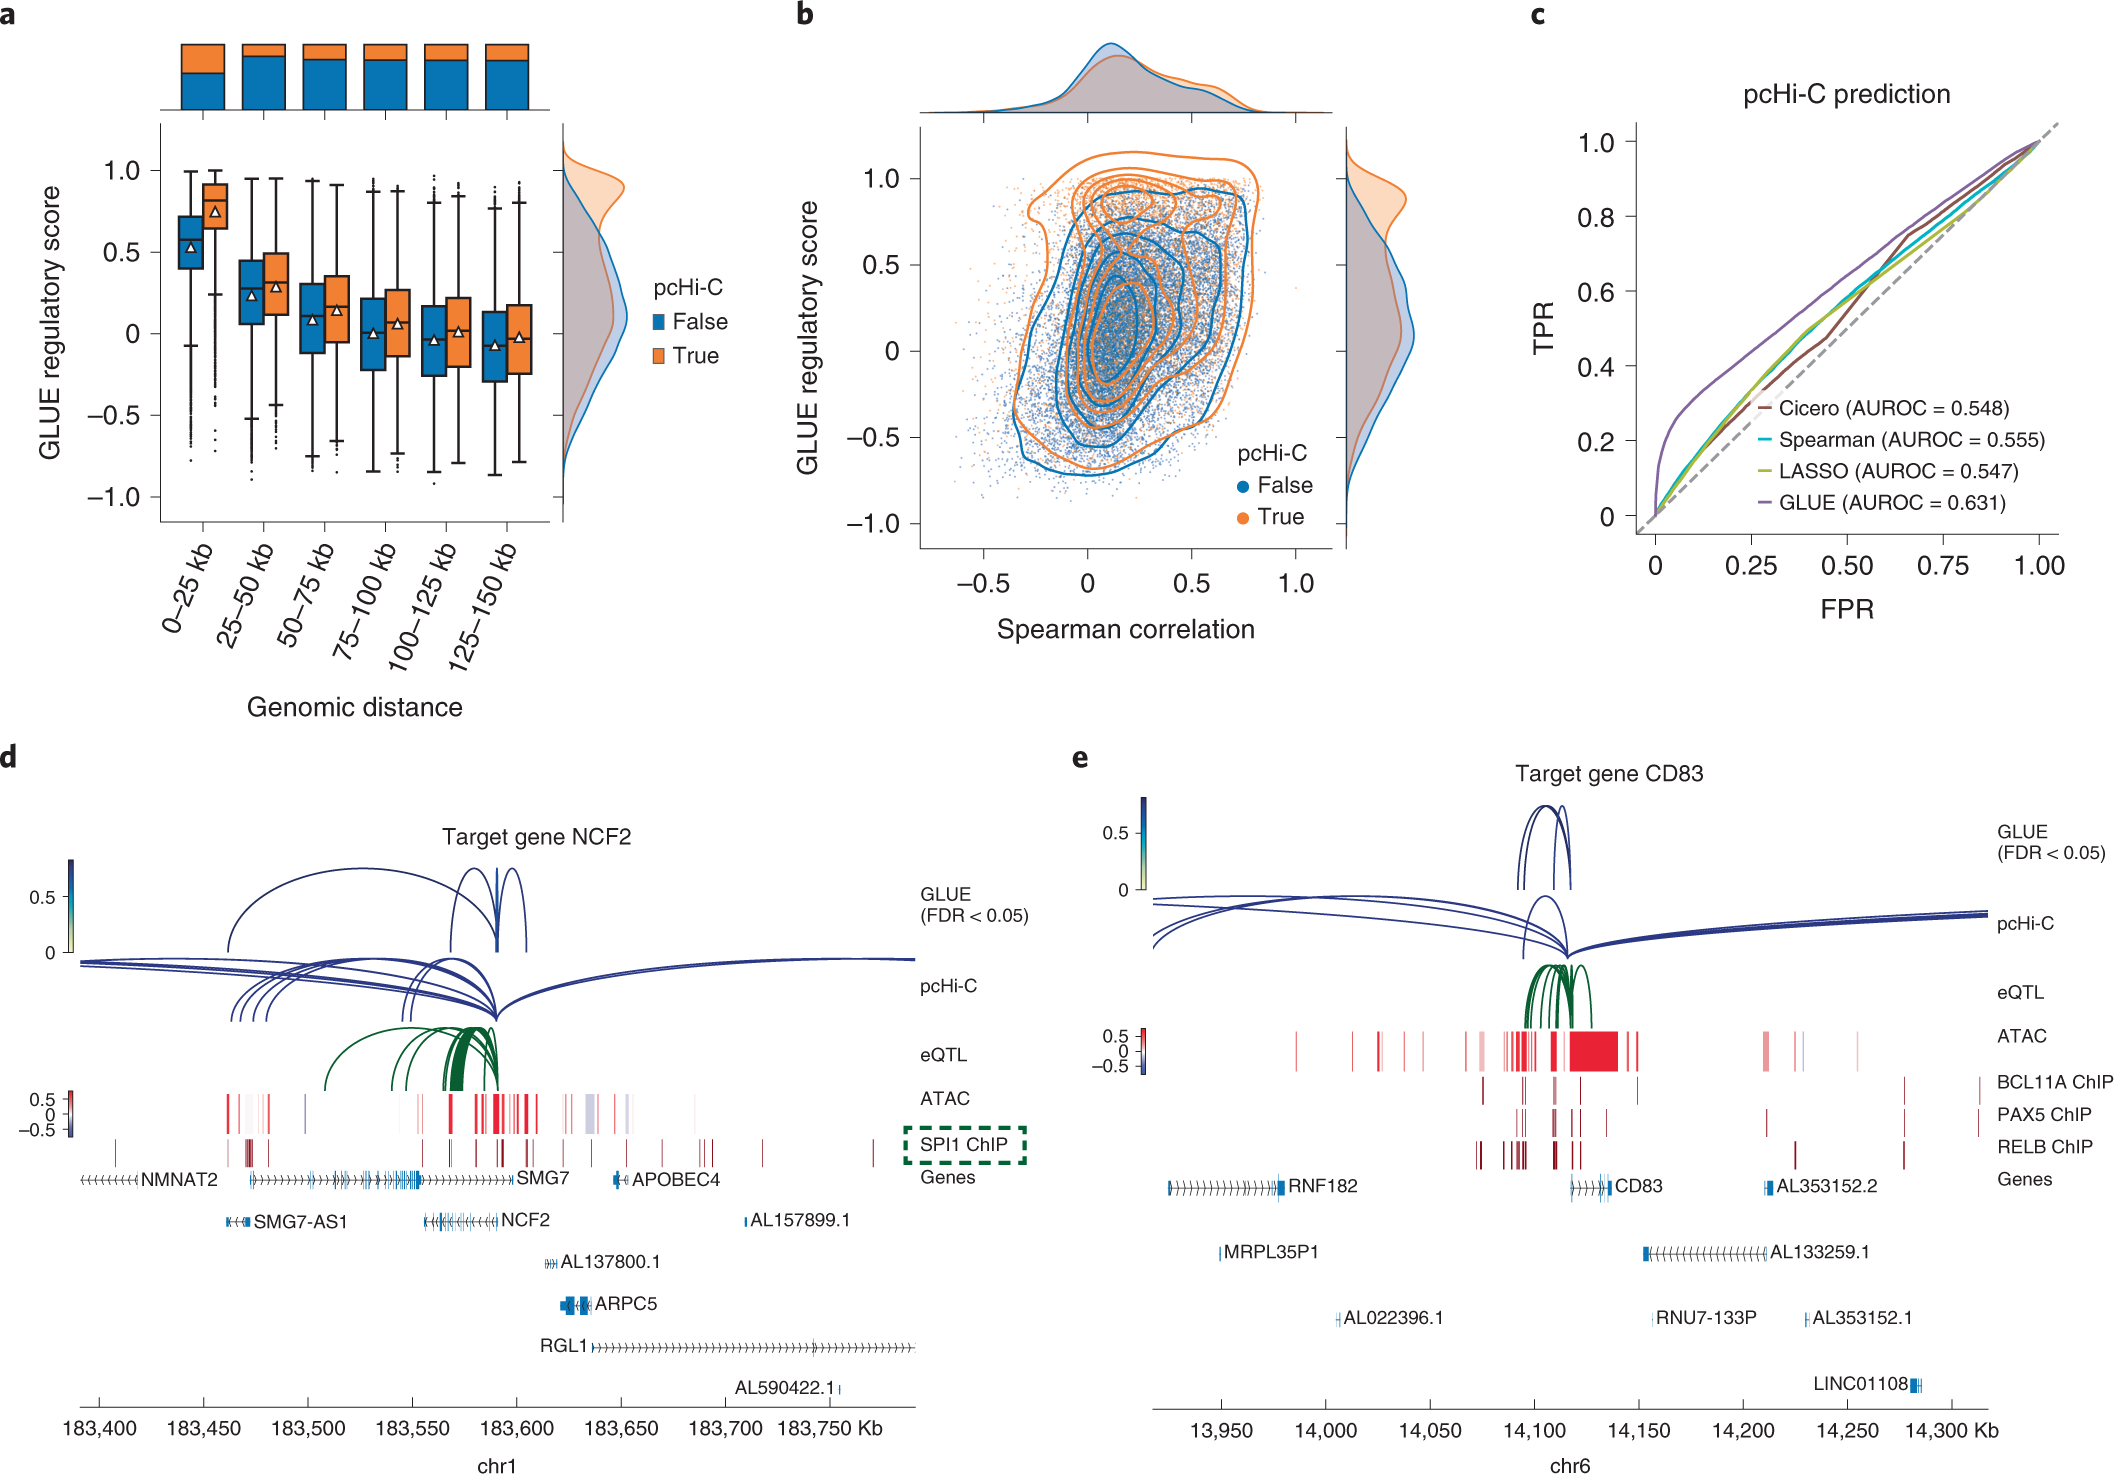 a
1.0
0.5
0
−0.5
−1.0
GLUE regulatory score
0–25 kb
25–50 kb
50–75 kb
75–100 kb
100–125 kb
125–150 kb
Genomic distance
pcHi-C
False
True
b
1.0
0.5
0
−0.5
−1.0
GLUE regulatory score
−0.5
0
0.5
1.0
Spearman correlation
pcHi-C
False
True
c
pcHi-C prediction
1.0
0.8
0.6
0.4
0.2
0
TPR
Cicero (AUROC = 0.548)
Spearman (AUROC = 0.555)
LASSO (AUROC = 0.547)
GLUE (AUROC = 0.631)
0
0.25
0.50
0.75
1.00
FPR
d
Target gene NCF2
0.5
0
GLUE
(FDR < 0.05)
pcHi-C
eQTL
0.5
0
−0.5
ATAC
SPI1 ChIP
Genes
NMNAT2
SMG7
APOBEC4
SMG7-AS1
NCF2
AL157899.1
AL137800.1
ARPC5
RGL1
AL590422.1
183,400
183,450
183,500
183,550
183,600
183,650
183,700
183,750 Kb
chr1
e
Target gene CD83
0.5
0
GLUE
(FDR < 0.05)
pcHi-C
eQTL
0.5
0
−0.5
ATAC
BCL11A ChIP
PAX5 ChIP
RELB ChIP
Genes
RNF182
CD83
AL353152.2
MRPL35P1
AL133259.1
AL022396.1
RNU7-133P
AL353152.1
LINC01108
13,950
14,000
14,050
14,100
14,150
14,200
14,250
14,300 Kb
chr6